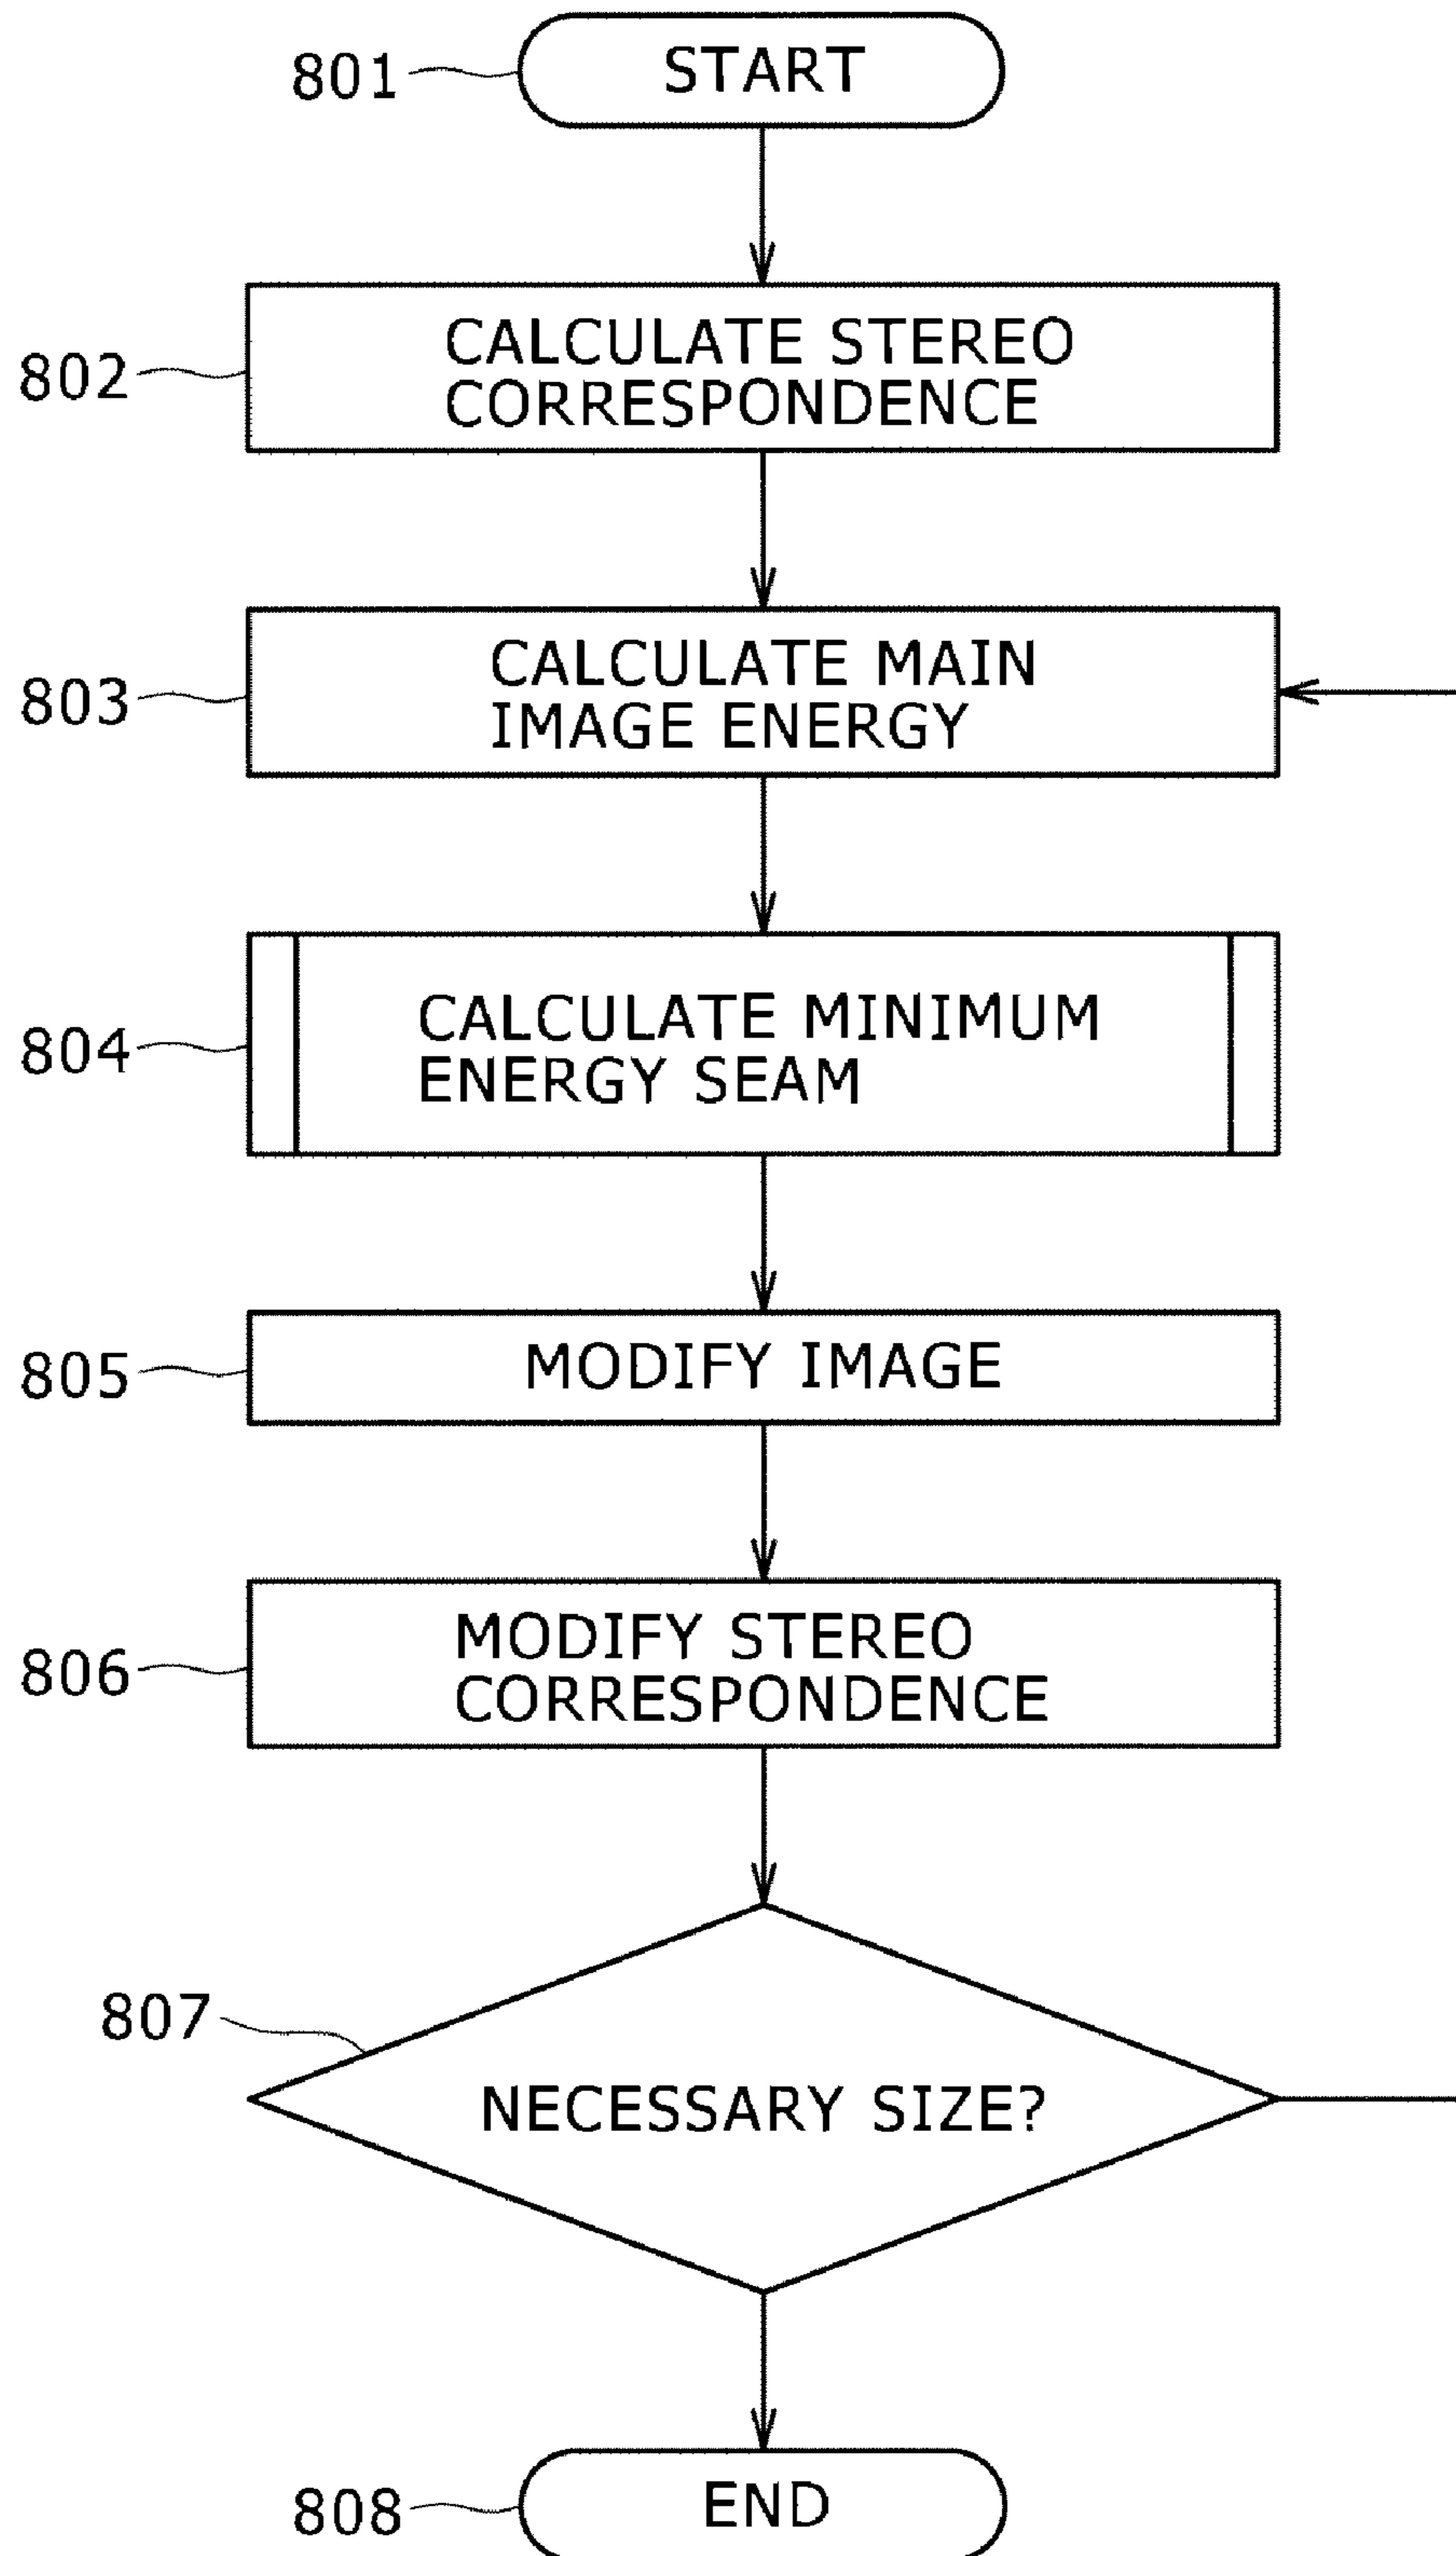 801 START
802 CALCULATE STEREO
CORRESPONDENCE
803 CALCULATE MAIN
IMAGE ENERGY
804 CALCULATE MINIMUM
ENERGY SEAM
805 MODIFY IMAGE
806 MODIFY STEREO
CORRESPONDENCE
807 NECESSARY SIZE?
808 END